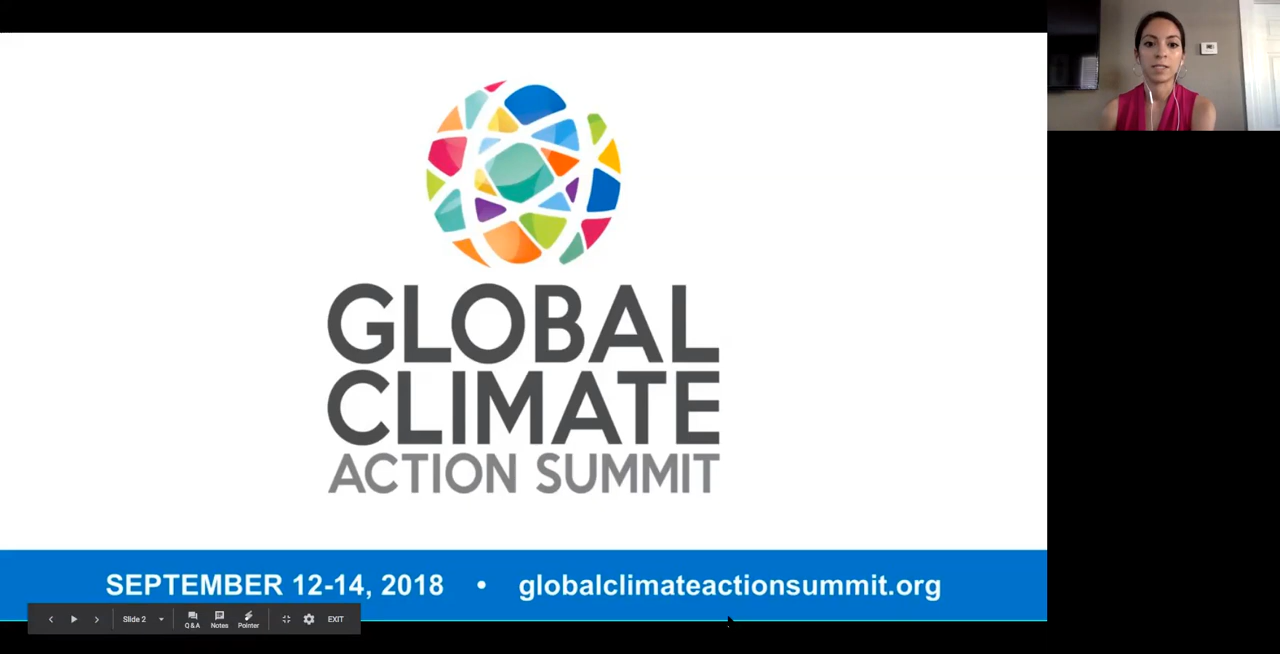 GLOBAL
CLIMATE
ACTION SUMMIT
SEPTEMBER 12-14, 2018 • globalclimateactionsummit.org
Slide 2
Q&A
Notes
Pointer
EXIT